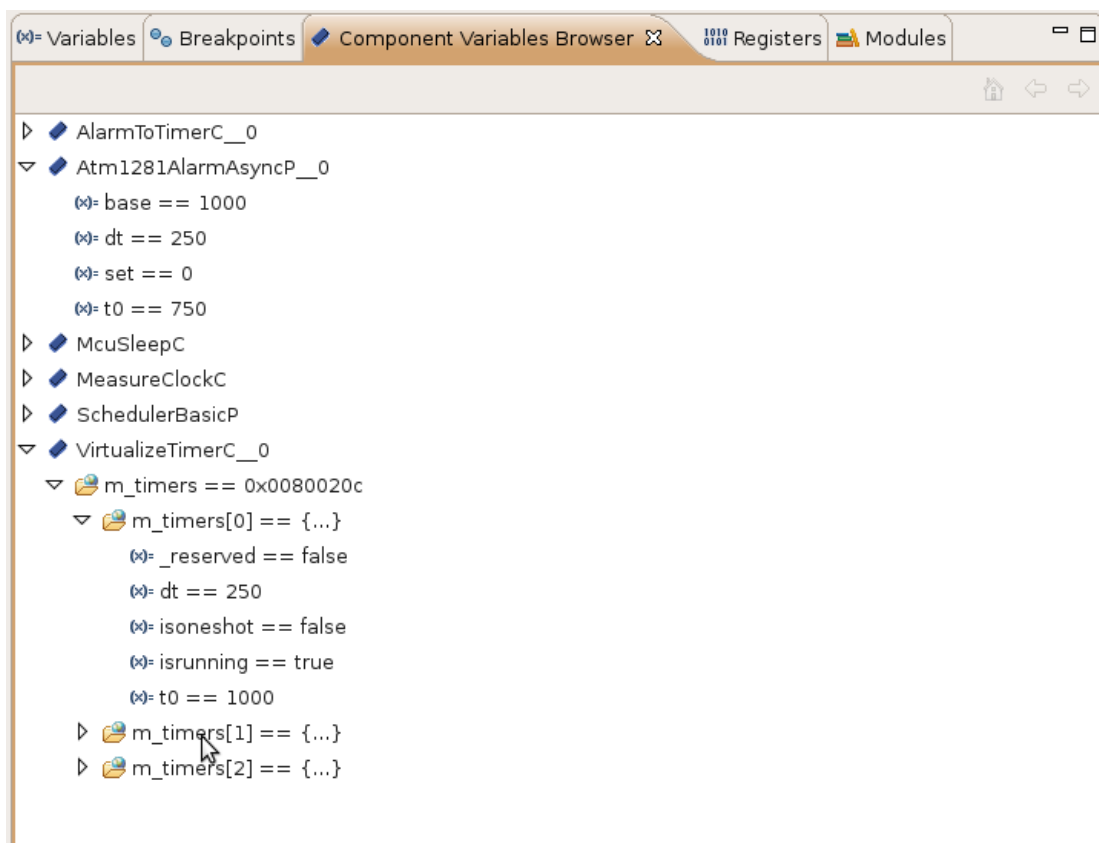 (x)= Variables Breakpoints Component Variables Browser 1010 0101 Registers Modules
AlarmToTimerC__0
Atm1281AlarmAsyncP__0
(x)= base == 1000
(x)= dt == 250
(x)= set == 0
(x)= t0 == 750
McuSleepC
MeasureClockC
SchedulerBasicP
VirtualizeTimerC__0
m_timers == 0x0080020c
m_timers[0] == {...}
(x)= _reserved == false
(x)= dt == 250
(x)= isoneshot == false
(x)= isrunning == true
(x)= t0 == 1000
m_timers[1] == {...}
m_timers[2] == {...}